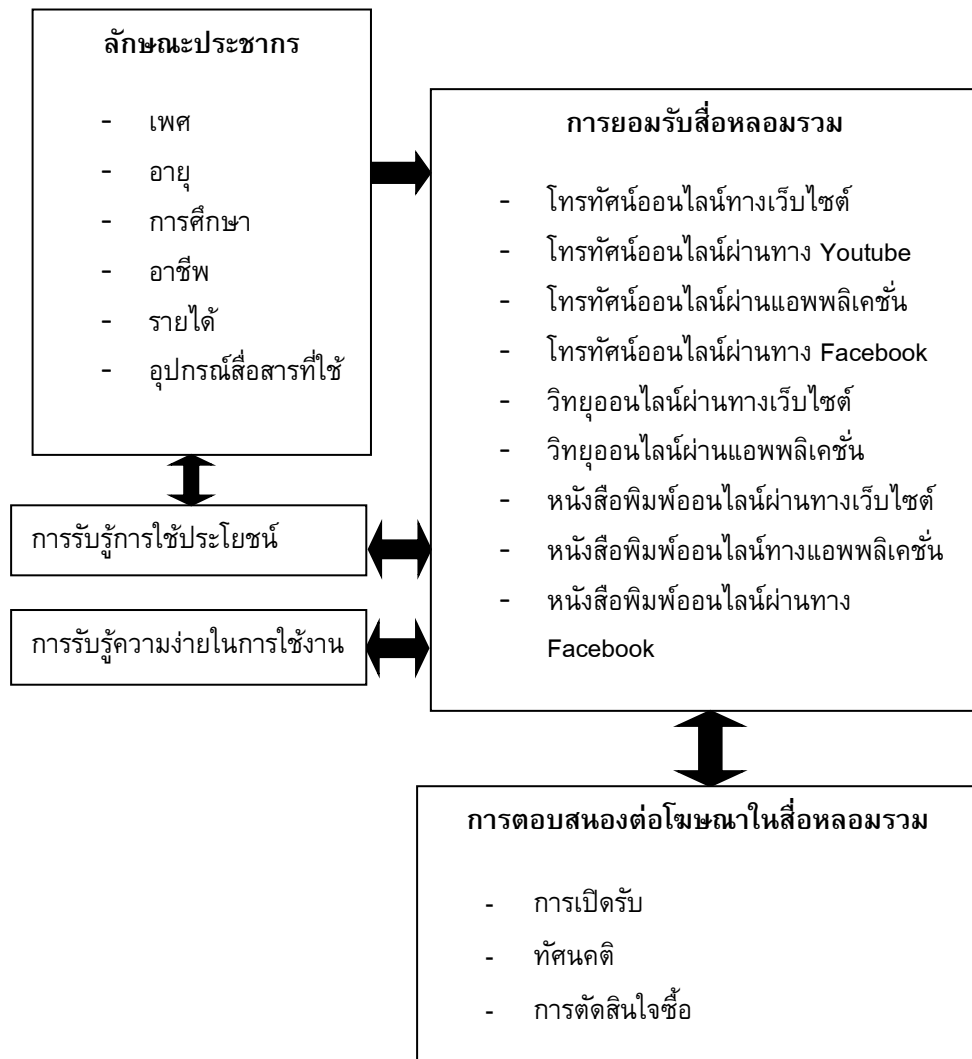 ลักษณะประชากร
- เพศ
- อายุ
- การศึกษา
- อาชีพ
- รายได้
- อุปกรณ์สื่อสารที่ใช้
การรับรู้การใช้ประโยชน์
การรับรู้ความง่ายในการใช้งาน
การยอมรับสื่อหลอมรวม
- โทรทัศน์ออนไลน์ทางเว็บไซต์
- โทรทัศน์ออนไลน์ผ่านทาง Youtube
- โทรทัศน์ออนไลน์ผ่านแอพพลิเคชั่น
- โทรทัศน์ออนไลน์ผ่านทาง Facebook
- วิทยุออนไลน์ผ่านทางเว็บไซต์
- วิทยุออนไลน์ผ่านแอพพลิเคชั่น
- หนังสือพิมพ์ออนไลน์ผ่านทางเว็บไซต์
- หนังสือพิมพ์ออนไลน์ทางแอพพลิเคชั่น
- หนังสือพิมพ์ออนไลน์ผ่านทาง
Facebook
การตอบสนองต่อโฆษณาในสื่อหลอมรวม
- การเปิดรับ
- ทัศนคติ
- การตัดสินใจซื้อ